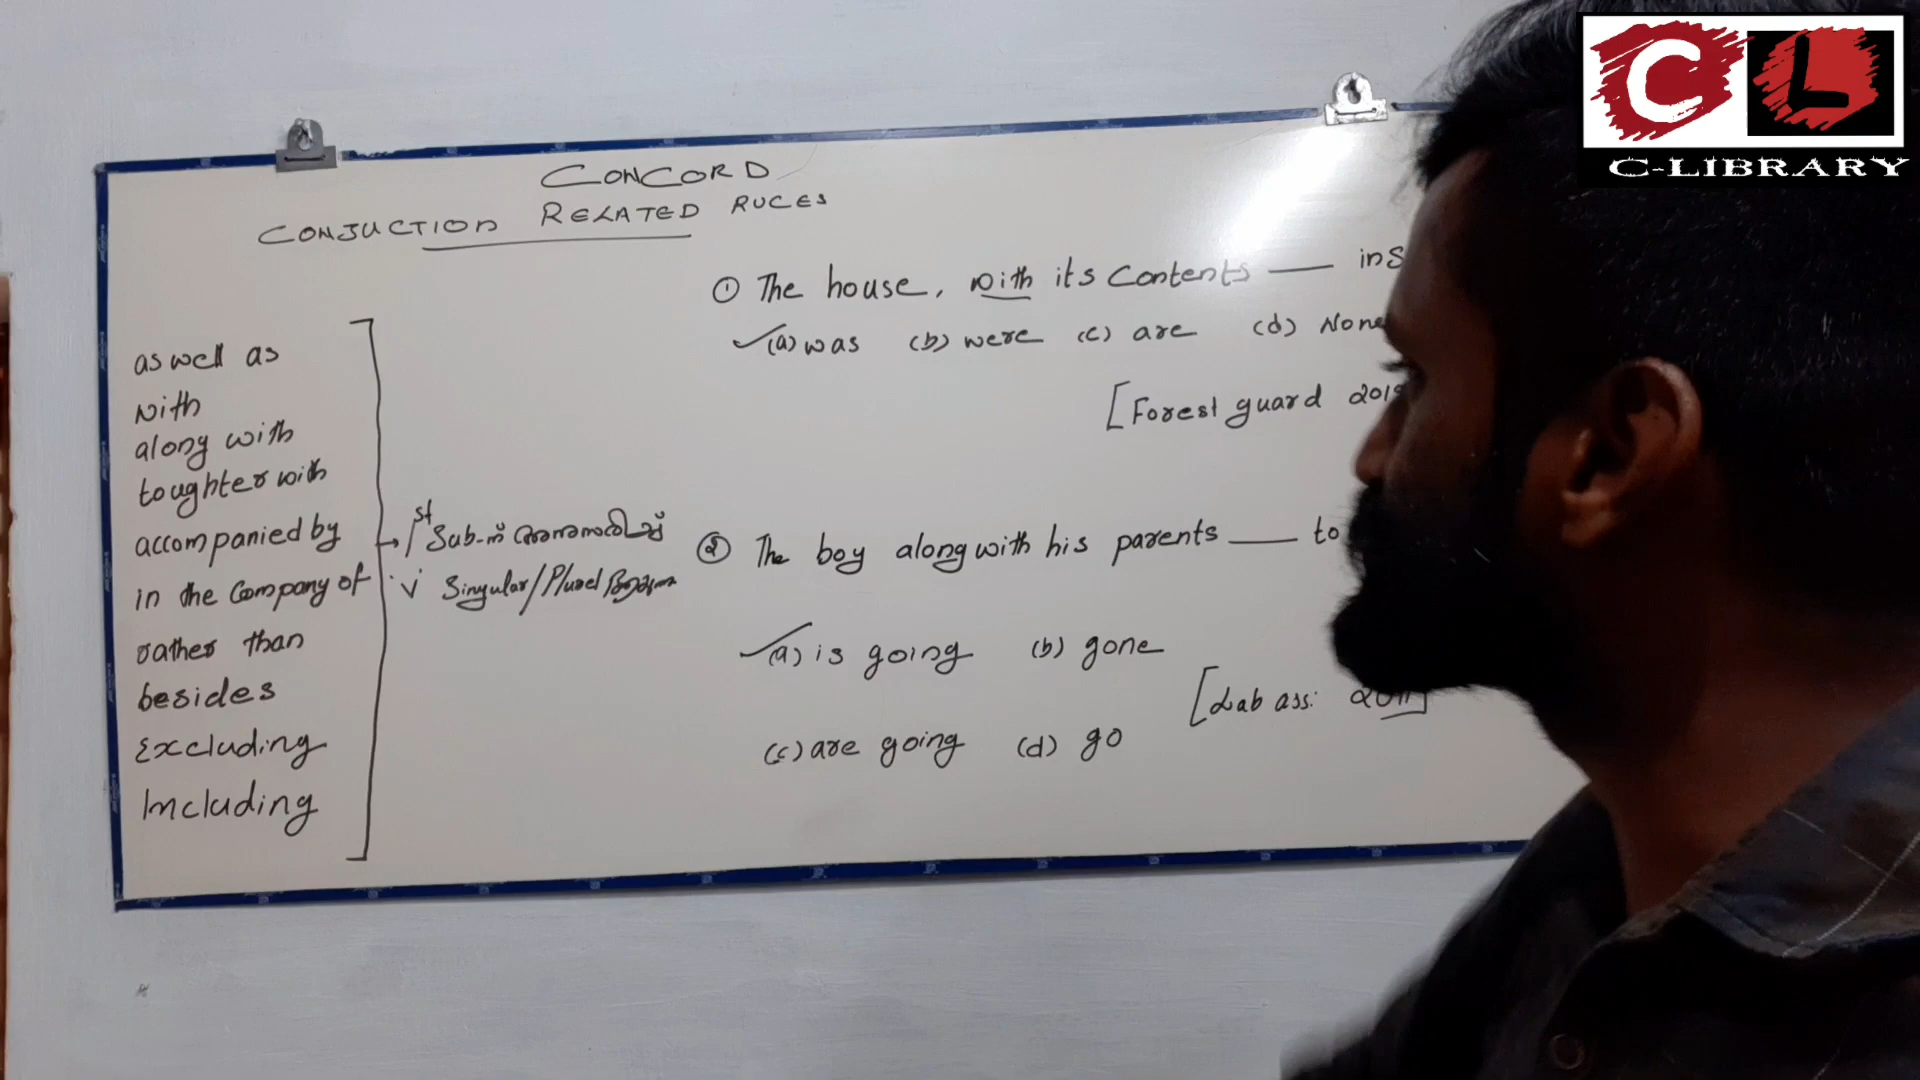 C L
C-LIBRARY
CONCORD
CONJUCTION RELATED RULES
as well as
with
along with
toughter with
accompanied by
in the Company of
rather than
besides
Excluding
Including
→ 1st Sub-ന് അനുസരിച്ച്
V Singular/Plural
① The house, with its Contents ___ ins
✓(a) was (b) were (c) are (d) None
[Forest guard
② The boy along with his parents ___ to
✓(a) is going (b) gone
[Lab ass:
(c) are going (d) go